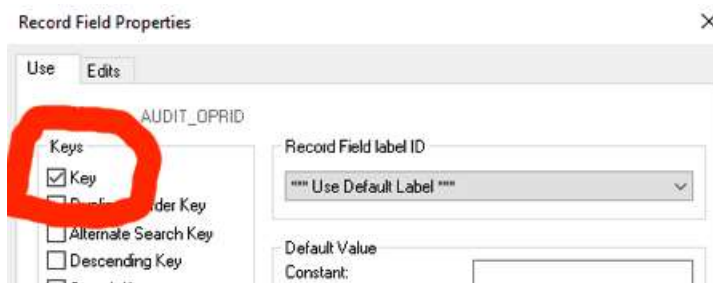 Record Field Properties
Use Edits
AUDIT_OPRID
Keys
Record Field label ID
Key
*** Use Default Label ***
Key
Alternate Search Key
Default Value
Descending Key
Constant: